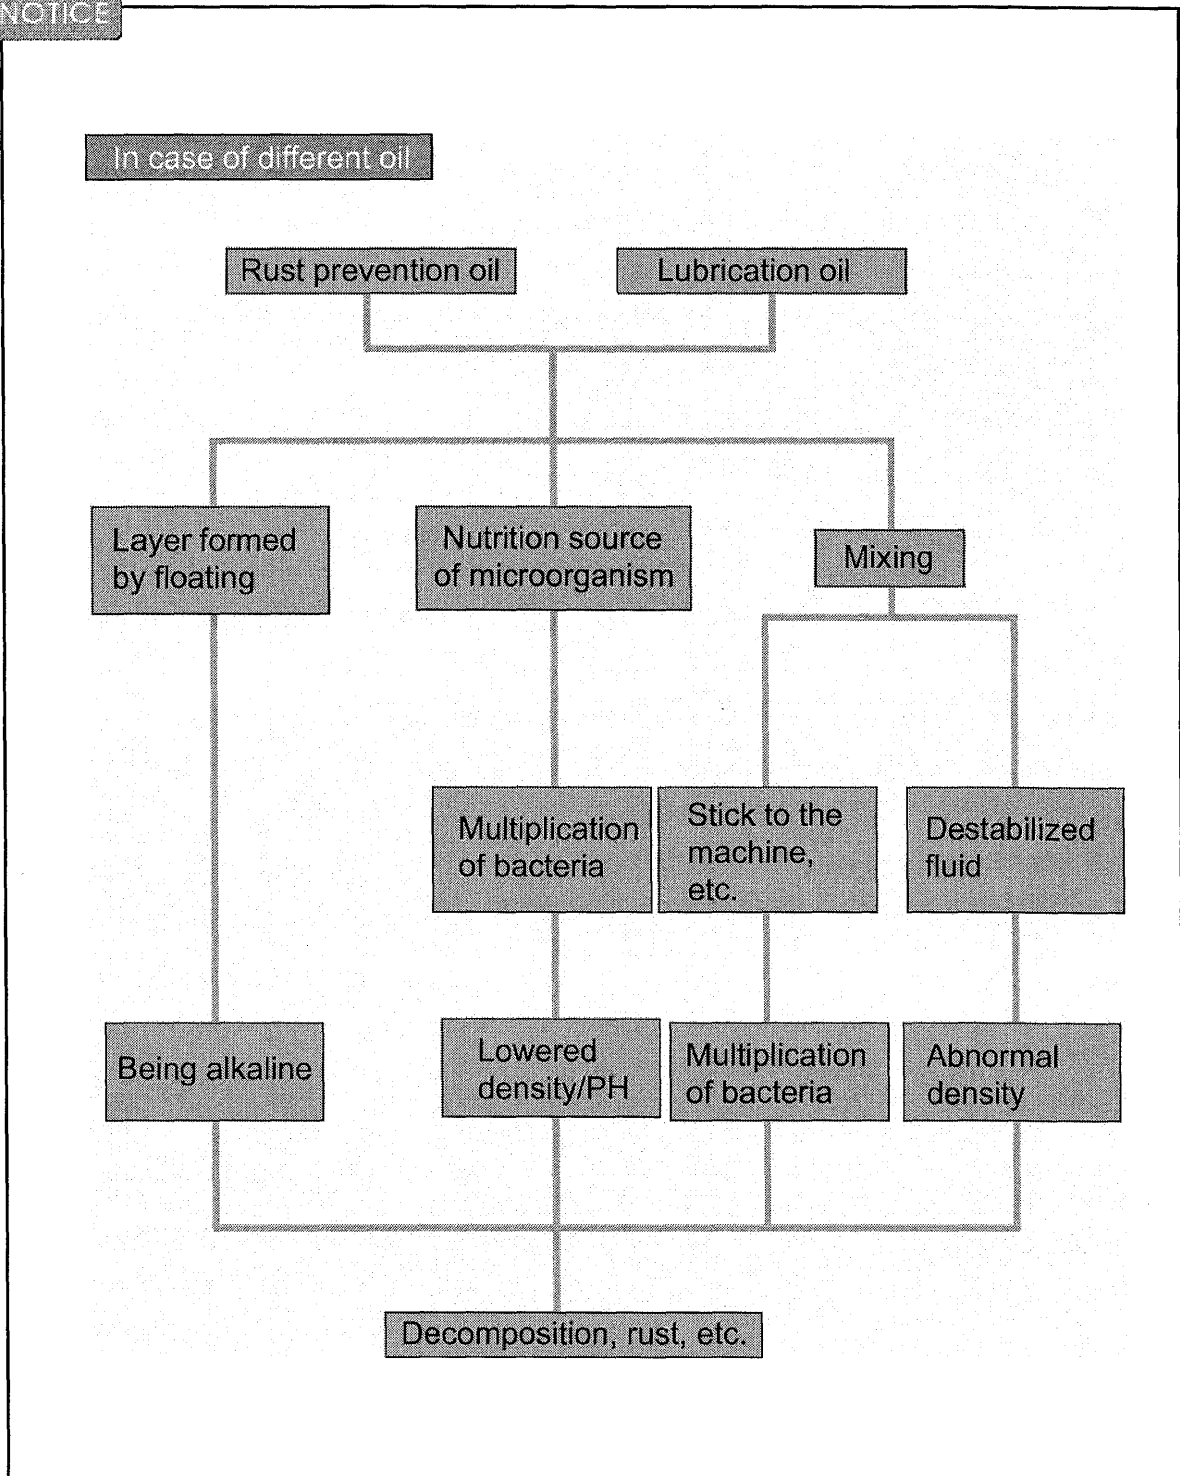 NOTICE
In case of different oil
Rust prevention oil
Lubrication oil
Layer formed
by floating
Nutrition source
of microorganism
Mixing
Multiplication
of bacteria
Stick to the
machine,
etc.
Destabilized
fluid
Being alkaline
Lowered
density/PH
Multiplication
of bacteria
Abnormal
density
Decomposition, rust, etc.